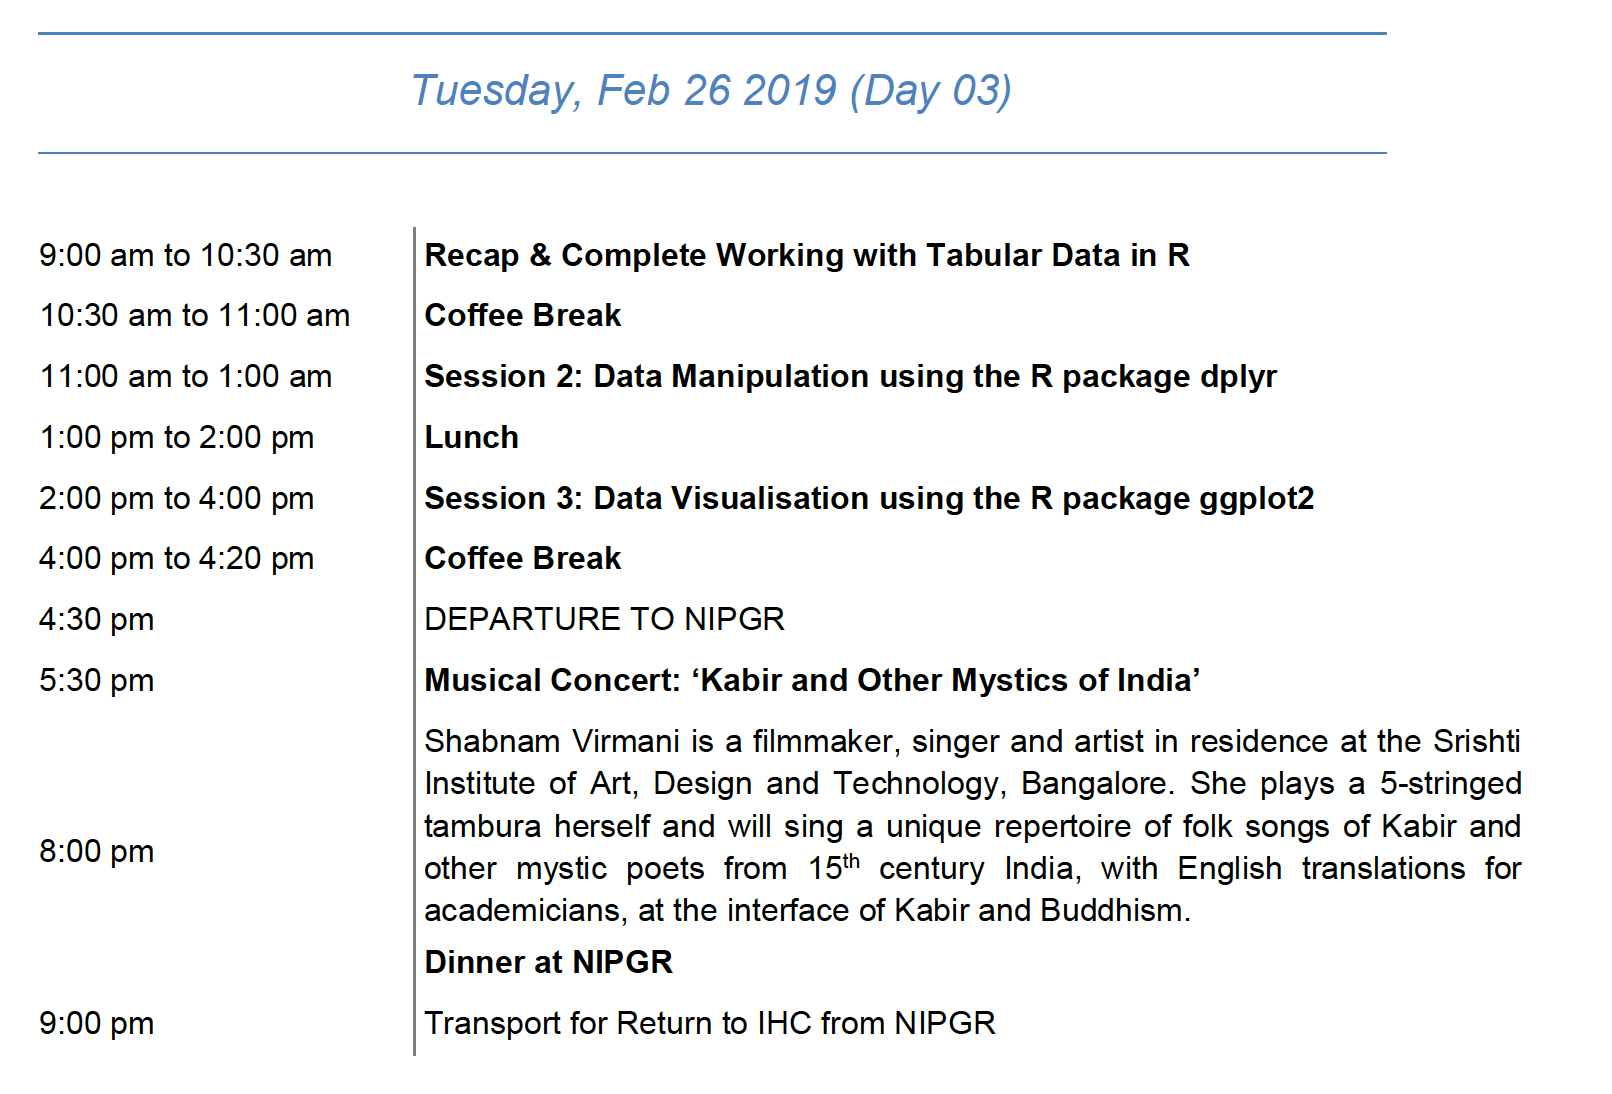 Tuesday, Feb 26 2019 (Day 03)
9:00 am to 10:30 am Recap & Complete Working with Tabular Data in R
10:30 am to 11:00 am Coffee Break
11:00 am to 1:00 am Session 2: Data Manipulation using the R package dplyr
1:00 pm to 2:00 pm Lunch
2:00 pm to 4:00 pm Session 3: Data Visualisation using the R package ggplot2
4:00 pm to 4:20 pm Coffee Break
4:30 pm DEPARTURE TO NIPGR
5:30 pm Musical Concert: ‘Kabir and Other Mystics of India’
Shabnam Virmani is a filmmaker, singer and artist in residence at the Srishti
Institute of Art, Design and Technology, Bangalore. She plays a 5-stringed
tambura herself and will sing a unique repertoire of folk songs of Kabir and
8:00 pm
other mystic poets from 15th century India, with English translations for
academicians, at the interface of Kabir and Buddhism.
Dinner at NIPGR
9:00 pm Transport for Return to IHC from NIPGR